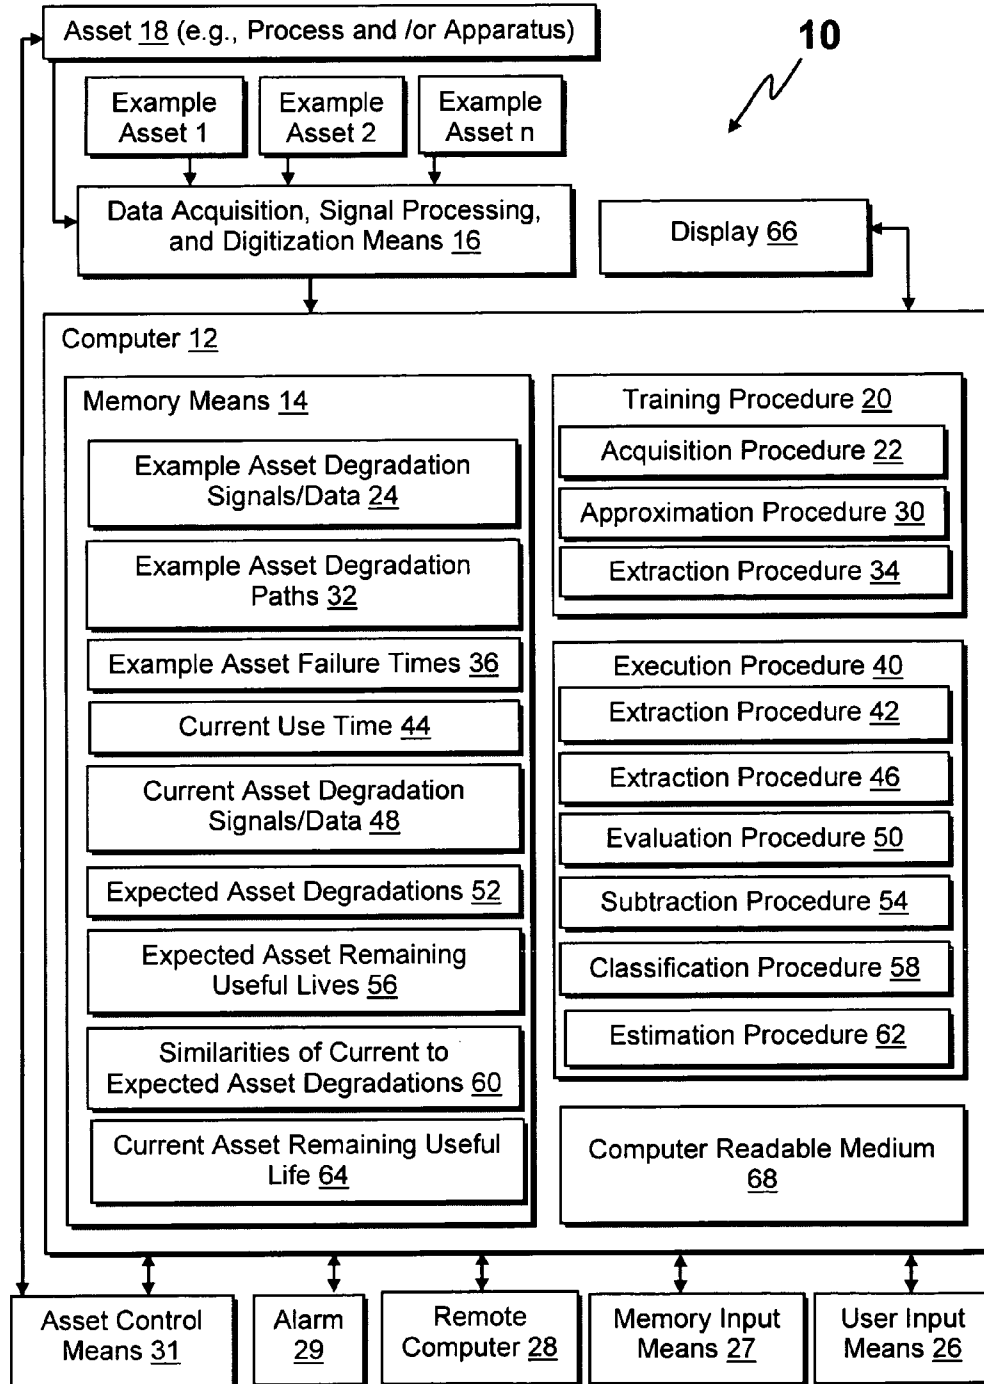 Asset 18 (e.g., Process and /or Apparatus)
10
Example
Asset 1
Example
Asset 2
Example
Asset n
Data Acquisition, Signal Processing,
and Digitization Means 16
Display 66
Computer 12
Memory Means 14
Example Asset Degradation
Signals/Data 24
Example Asset Degradation
Paths 32
Example Asset Failure Times 36
Current Use Time 44
Current Asset Degradation
Signals/Data 48
Expected Asset Degradations 52
Expected Asset Remaining
Useful Lives 56
Similarities of Current to
Expected Asset Degradations 60
Current Asset Remaining Useful
Life 64
Training Procedure 20
Acquisition Procedure 22
Approximation Procedure 30
Extraction Procedure 34
Execution Procedure 40
Extraction Procedure 42
Extraction Procedure 46
Evaluation Procedure 50
Subtraction Procedure 54
Classification Procedure 58
Estimation Procedure 62
Computer Readable Medium
68
Asset Control
Means 31
Alarm
29
Remote
Computer 28
Memory Input
Means 27
User Input
Means 26